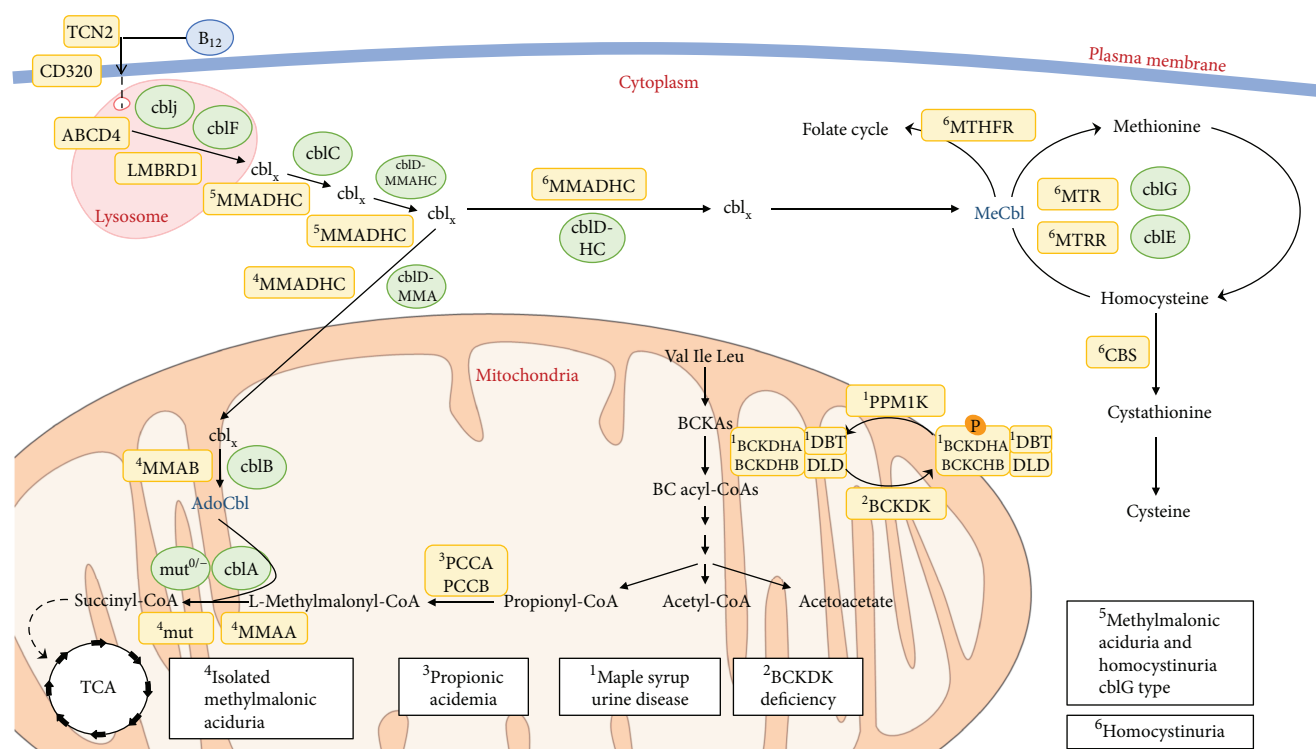 TCN2
B12
CD320
Plasma membrane
Cytoplasm
cblj
cblF
ABCD4
LMBRD1
Lysosome
cblx
cblC
5MMADHC
cblx
cblD-
MMAHC
5MMADHC
cblx
6MMADHC
cblD-
HC
cblx
Folate cycle
6MTHFR
Methionine
MeCbl
6MTR
cblG
6MTRR
cblE
Homocysteine
6CBS
Cystathionine
Cysteine
4MMADHC
cblD-
MMA
Mitochondria
Val Ile Leu
BCKAs
BC acyl-CoAs
1PPM1K
1BCKDHA
BCKDHB
1DBT
DLD
P
1BCKDHA
BCKCHB
1DBT
DLD
2BCKDK
cblx
4MMAB
cblB
AdoCbl
mut0/–
cblA
Succinyl-CoA
L-Methylmalonyl-CoA
3PCCA
PCCB
Propionyl-CoA
Acetyl-CoA
Acetoacetate
4mut
4MMAA
TCA
4Isolated
methylmalonic
aciduria
3Propionic
acidemia
1Maple syrup
urine disease
2BCKDK
deficiency
5Methylmalonic
aciduria and
homocystinuria
cblG type
6Homocystinuria